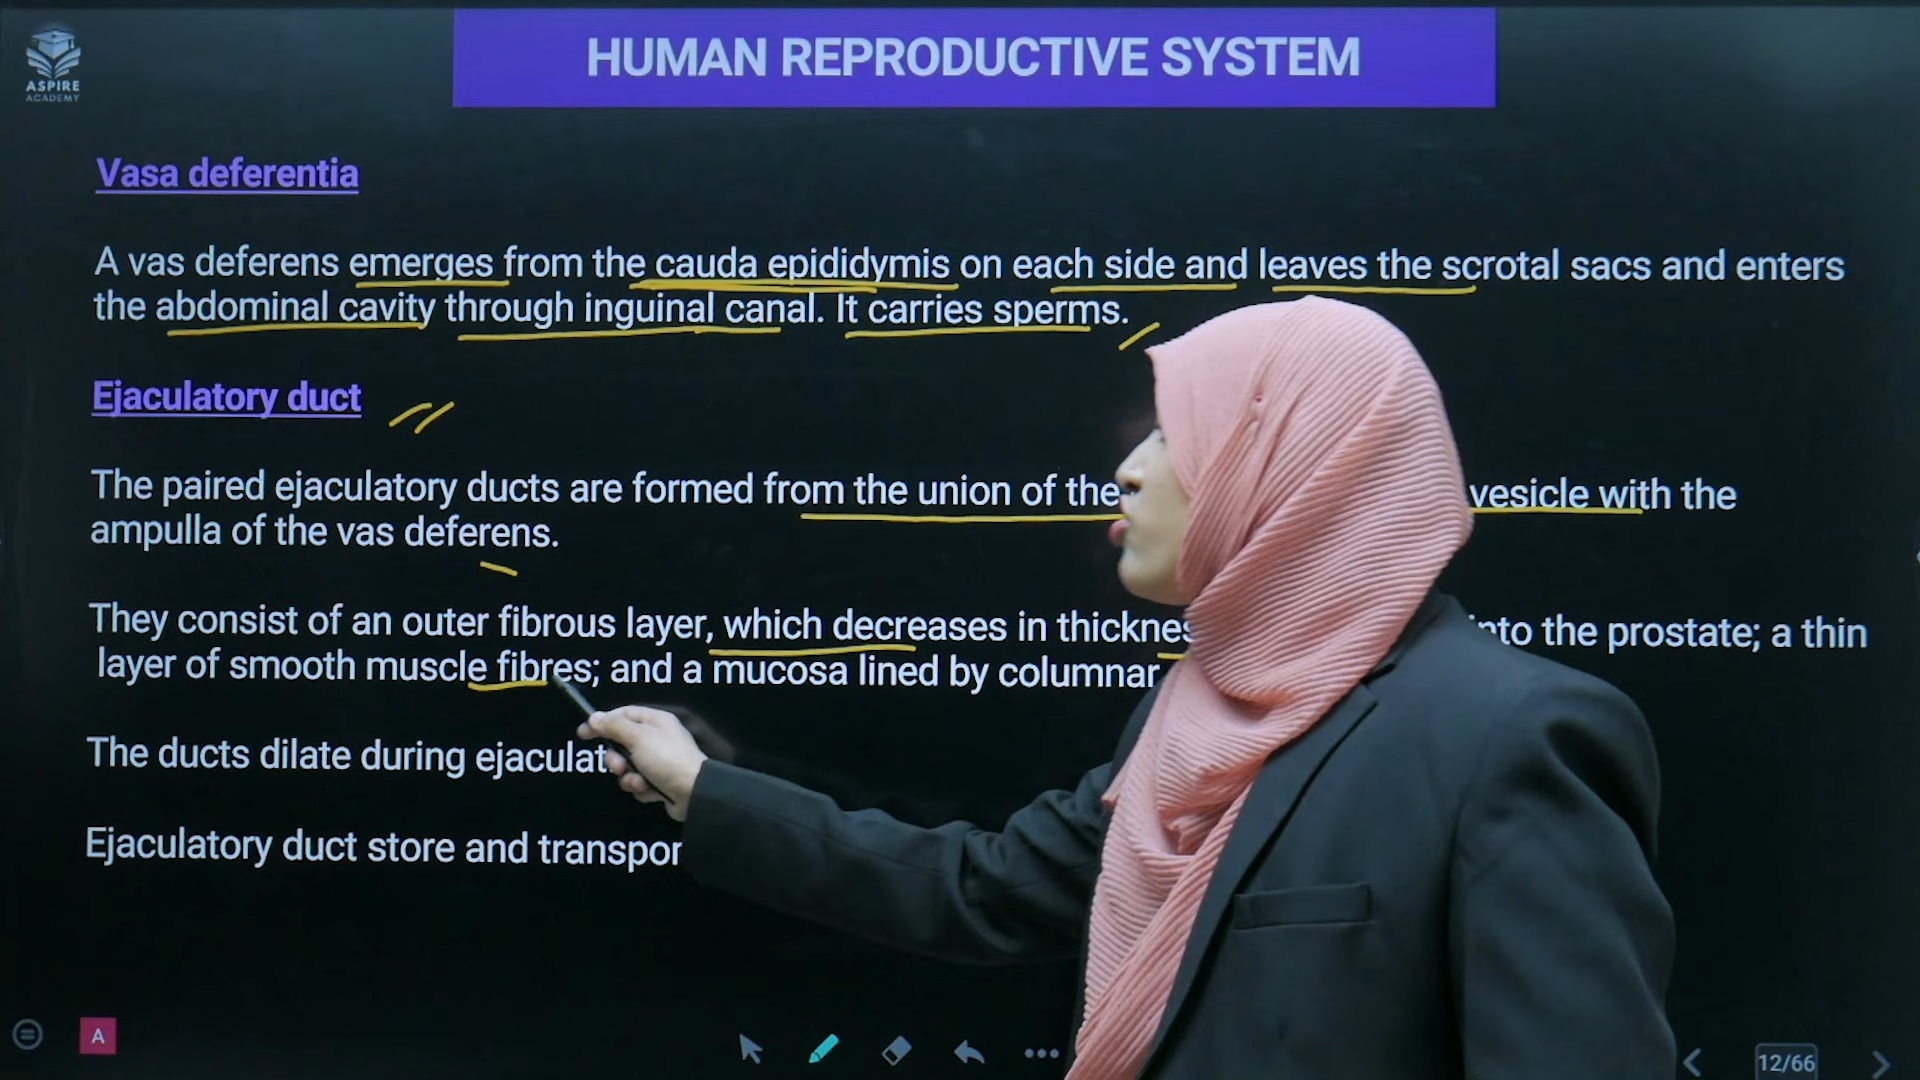 ASPIRE
ACADEMY
HUMAN REPRODUCTIVE SYSTEM
Vasa deferentia
A vas deferens emerges from the cauda epididymis on each side and leaves the scrotal sacs and enters
the abdominal cavity through inguinal canal. It carries sperms.
Ejaculatory duct
The paired ejaculatory ducts are formed from the union of the vesicle with the
ampulla of the vas deferens.
They consist of an outer fibrous layer, which decreases in into the prostate; a thin
layer of smooth muscle fibres; and a mucosa lined by columnar
The ducts dilate during
Ejaculatory duct store and
A
12/66